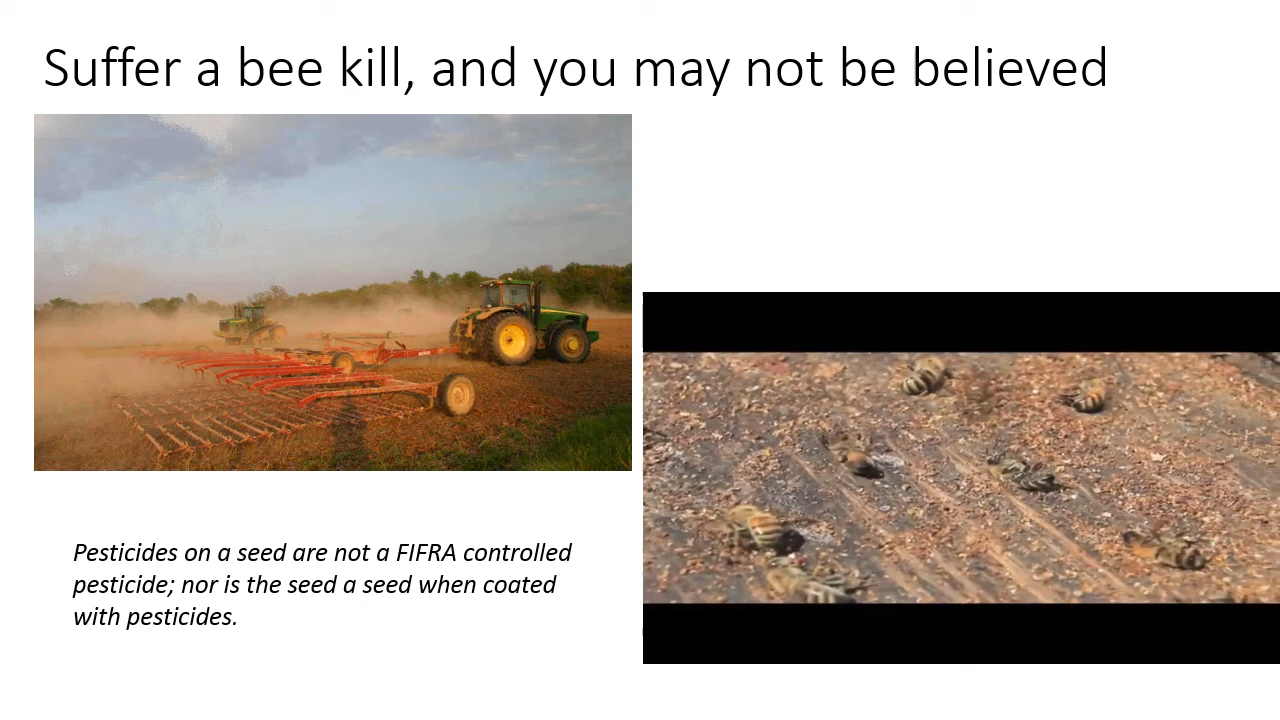 Suffer a bee kill, and you may not be believed
Pesticides on a seed are not a FIFRA controlled
pesticide; nor is the seed a seed when coated
with pesticides.